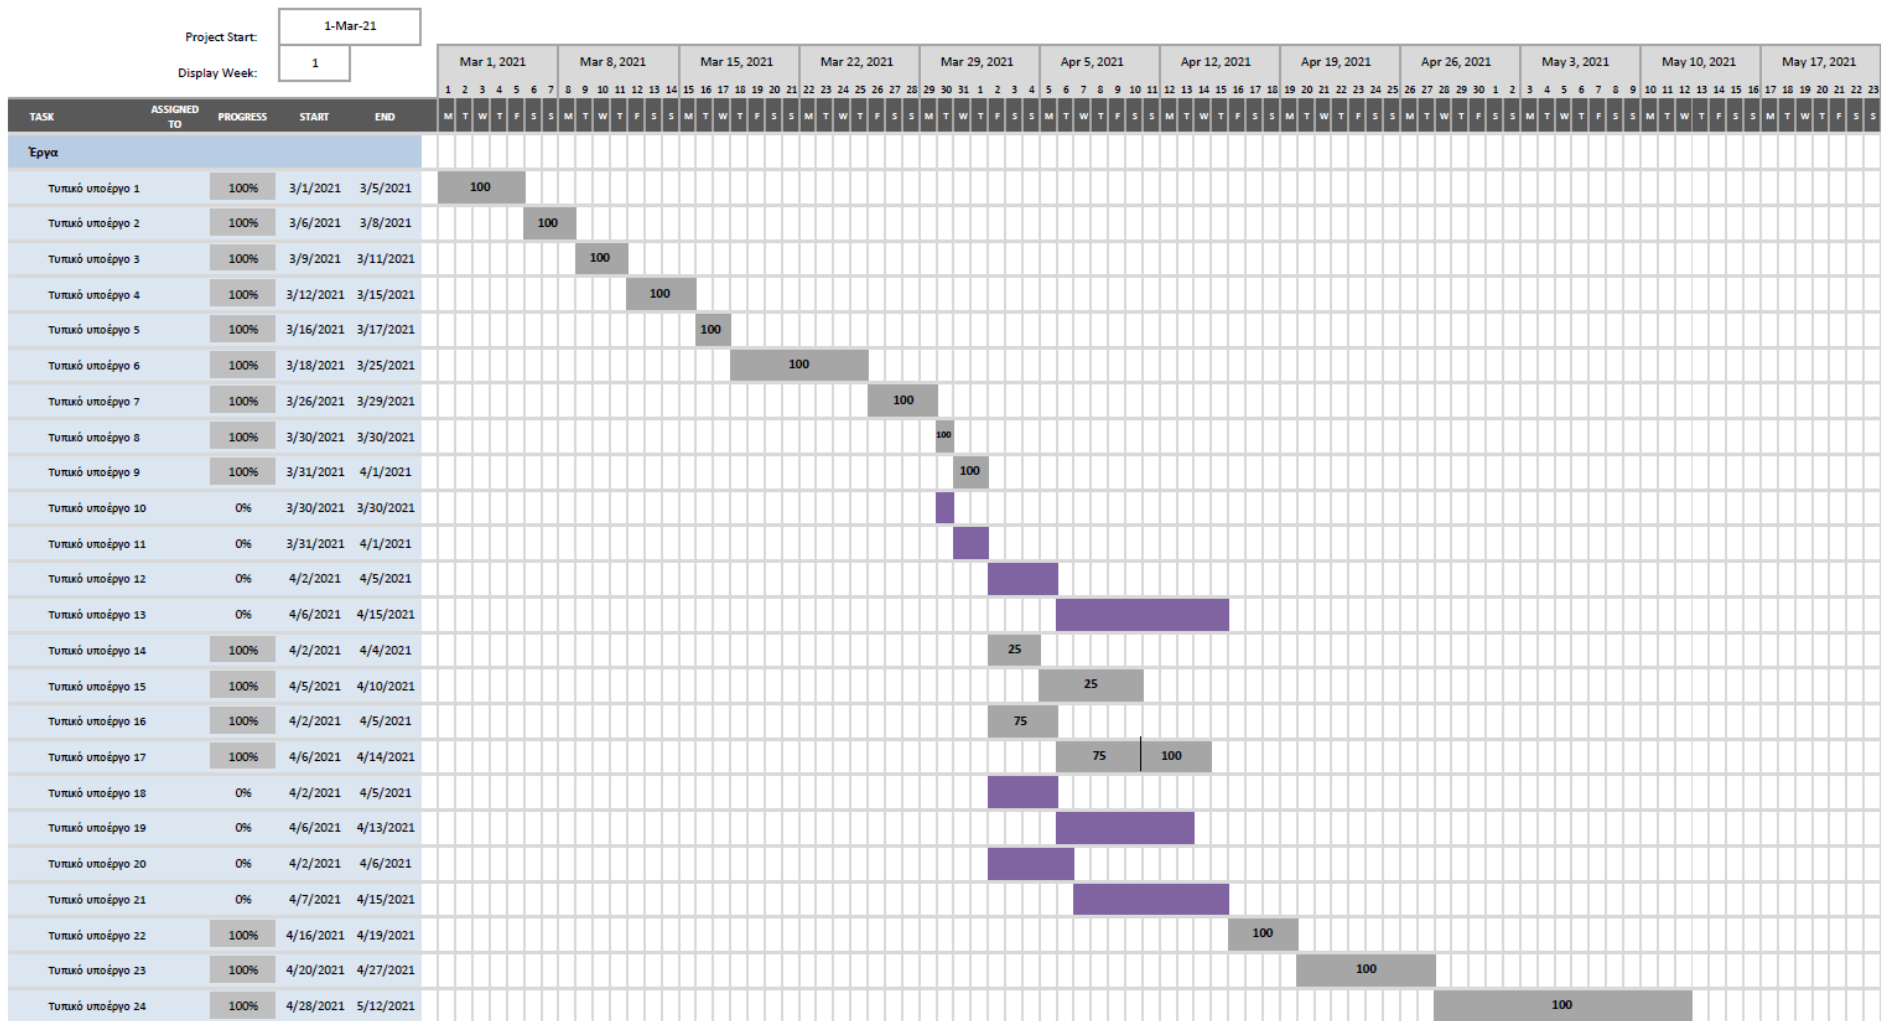 Project Start: 1-Mar-21
Display Week: 1
Mar 1, 2021 Mar 8, 2021 Mar 15, 2021 Mar 22, 2021 Mar 29, 2021 Apr 5, 2021 Apr 12, 2021 Apr 19, 2021 Apr 26, 2021 May 3, 2021 May 10, 2021 May 17, 2021
1 2 3 4 5 6 7 8 9 10 11 12 13 14 15 16 17 18 19 20 21 22 23 24 25 26 27 28 29 30 31 1 2 3 4 5 6 7 8 9 10 11 12 13 14 15 16 17 18 19 20 21 22 23 24 25 26 27 28 29 30 1 2 3 4 5 6 7 8 9 10 11 12 13 14 15 16 17 18 19 20 21 22 23
TASK ASSIGNED TO PROGRESS START END M T W T F S S M T W T F S S M T W T F S S M T W T F S S M T W T F S S M T W T F S S M T W T F S S M T W T F S S M T W T F S S M T W T F S S M T W T F S S M T W T F S S
Έργα
Τυπικό υποέργο 1 100% 3/1/2021 3/5/2021 100
Τυπικό υποέργο 2 100% 3/6/2021 3/8/2021 100
Τυπικό υποέργο 3 100% 3/9/2021 3/11/2021 100
Τυπικό υποέργο 4 100% 3/12/2021 3/15/2021 100
Τυπικό υποέργο 5 100% 3/16/2021 3/17/2021 100
Τυπικό υποέργο 6 100% 3/18/2021 3/25/2021 100
Τυπικό υποέργο 7 100% 3/26/2021 3/29/2021 100
Τυπικό υποέργο 8 100% 3/30/2021 3/30/2021 100
Τυπικό υποέργο 9 100% 3/31/2021 4/1/2021 100
Τυπικό υποέργο 10 0% 3/30/2021 3/30/2021
Τυπικό υποέργο 11 0% 3/31/2021 4/1/2021
Τυπικό υποέργο 12 0% 4/2/2021 4/5/2021
Τυπικό υποέργο 13 0% 4/6/2021 4/15/2021
Τυπικό υποέργο 14 100% 4/2/2021 4/4/2021 25
Τυπικό υποέργο 15 100% 4/5/2021 4/10/2021 25
Τυπικό υποέργο 16 100% 4/2/2021 4/5/2021 75
Τυπικό υποέργο 17 100% 4/6/2021 4/14/2021 75 100
Τυπικό υποέργο 18 0% 4/2/2021 4/5/2021
Τυπικό υποέργο 19 0% 4/6/2021 4/13/2021
Τυπικό υποέργο 20 0% 4/2/2021 4/6/2021
Τυπικό υποέργο 21 0% 4/7/2021 4/15/2021
Τυπικό υποέργο 22 100% 4/16/2021 4/19/2021 100
Τυπικό υποέργο 23 100% 4/20/2021 4/27/2021 100
Τυπικό υποέργο 24 100% 4/28/2021 5/12/2021 100